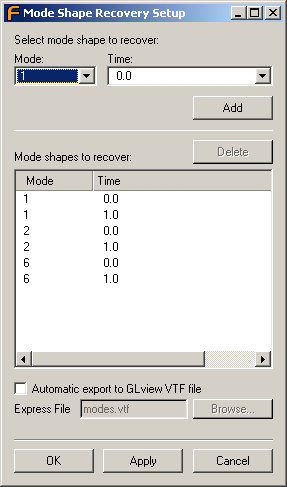 Mode Shape Recovery Setup
Select mode shape to recover:
Mode: Time:
1 0.0
Add
Delete
Mode shapes to recover:
Mode Time
1 0.0
1 1.0
2 0.0
2 1.0
6 0.0
6 1.0
Automatic export to GLview VTF file
Express File modes.vtf Browse...
OK Apply Cancel